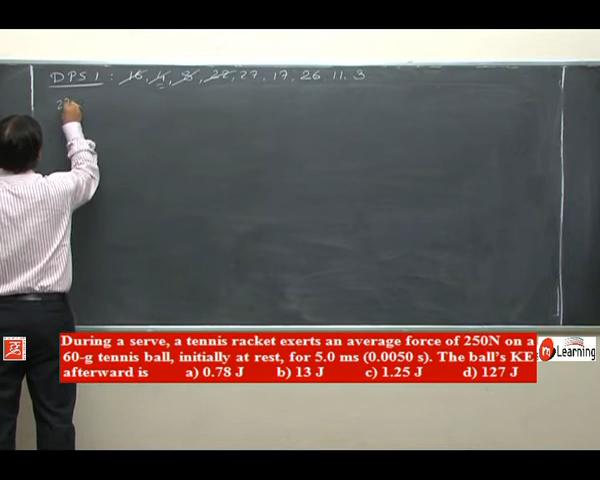 DPS 1 : 16, 4, 8, 22, 27, 17, 26, 11, 3
During a serve, a tennis racket exerts an average force of 250N on a
60-g tennis ball, initially at rest, for 5.0 ms (0.0050 s). The ball's KE
afterward is a) 0.78 J b) 13 J c) 1.25 J d) 127 J
Learning